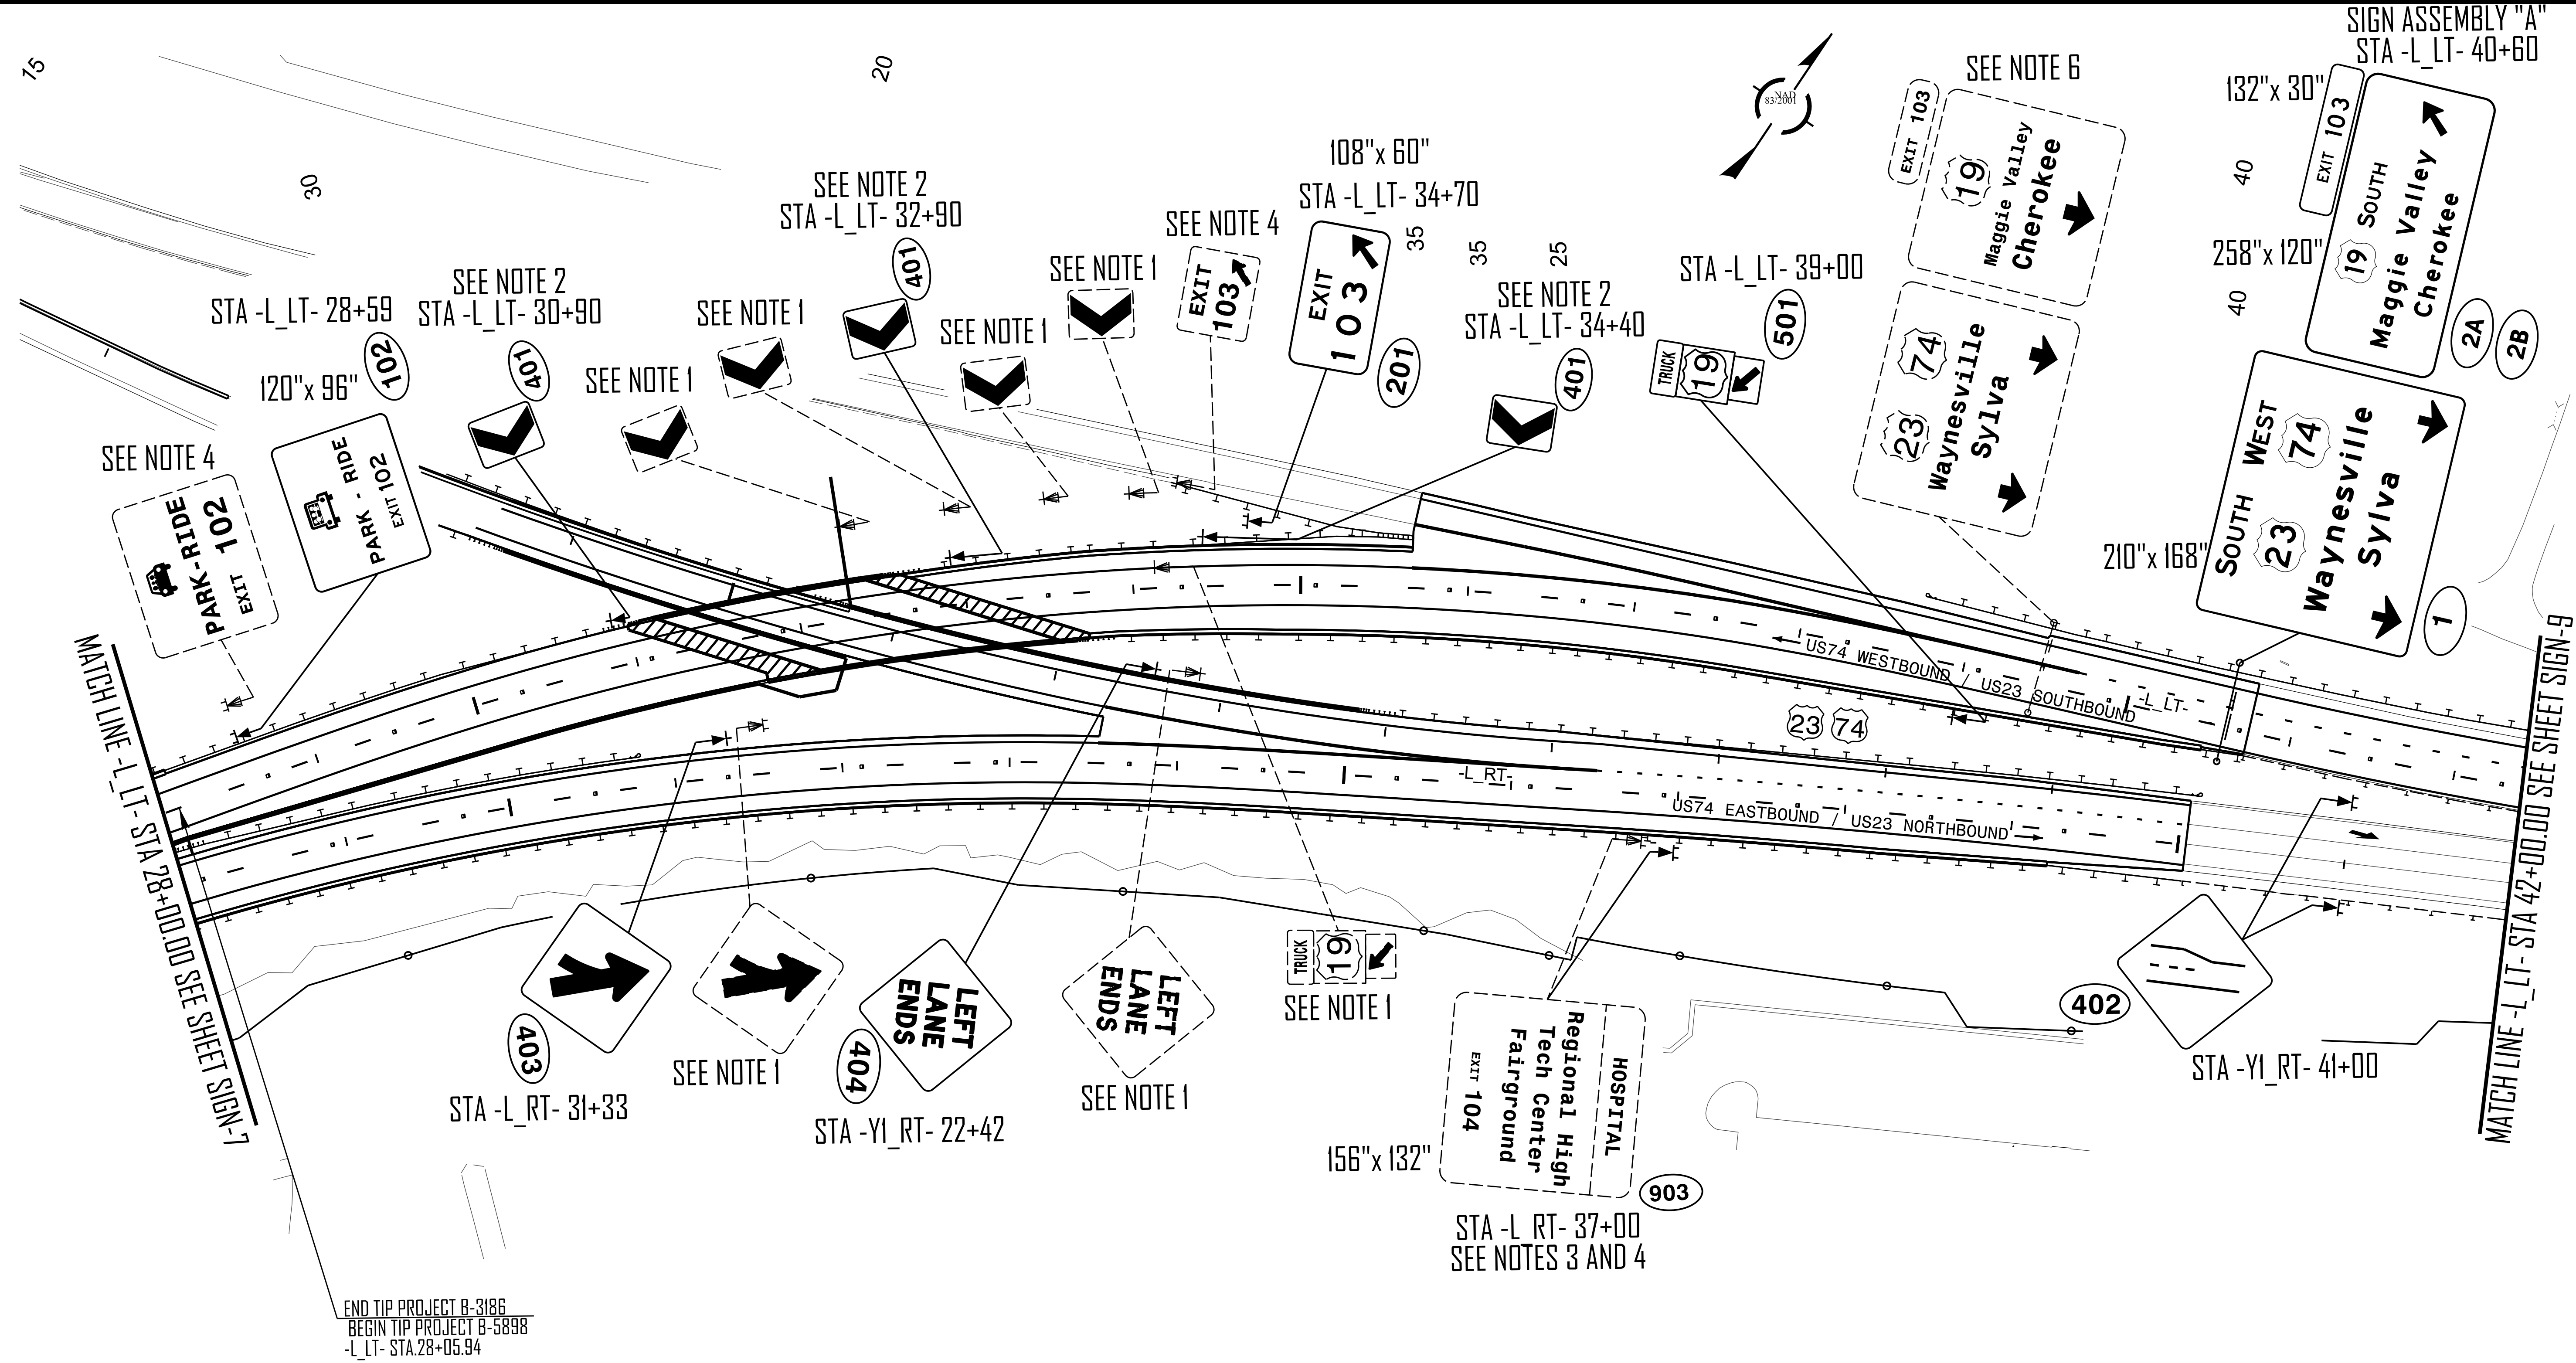 SIGN ASSEMBLY "A"
STA -L_LT- 40+60
15
20
30
SEE NOTE 6
132"x 30"
EXIT 103
19 SOUTH
Maggie Valley
Cherokee
258"x 120"
40
40
2A
2B
NAD
83/2001
EXIT 103
19
Maggie Valley
Cherokee
108"x 60"
STA -L_LT- 34+70
EXIT
103
201
35
35
25
SEE NOTE 2
STA -L_LT- 32+90
401
SEE NOTE 4
EXIT
103
SEE NOTE 1
SEE NOTE 1
SEE NOTE 1
SEE NOTE 1
SEE NOTE 2
STA -L_LT- 30+90
401
STA -L_LT- 28+59
102
120"x 96"
PARK - RIDE
EXIT 102
SEE NOTE 4
PARK-RIDE
EXIT 102
SEE NOTE 2
STA -L_LT- 34+40
401
STA -L_LT- 39+00
501
TRUCK
19
23 74
Waynesville
Sylva
210"x 168"
SOUTH WEST
23 74
Waynesville
Sylva
1
MATCH LINE -L_LT- STA 28+00.00 SEE SHEET SIGN-7
US74 WESTBOUND / US23 SOUTHBOUND
-L_LT-
23 74
-L_RT-
US74 EASTBOUND / US23 NORTHBOUND
MATCH LINE -L_LT- STA 42+00.00 SEE SHEET SIGN-9
403
STA -L_RT- 31+33
SEE NOTE 1
404
LEFT
LANE
ENDS
STA -Y1_RT- 22+42
LEFT
LANE
ENDS
SEE NOTE 1
TRUCK
19
SEE NOTE 1
HOSPITAL
Regional High
Tech Center
Fairground
EXIT 104
156"x 132"
903
STA -L_RT- 37+00
SEE NOTES 3 AND 4
402
STA -Y1_RT- 41+00
END TIP PROJECT B-3186
BEGIN TIP PROJECT B-5898
-L_LT- STA.28+05.94